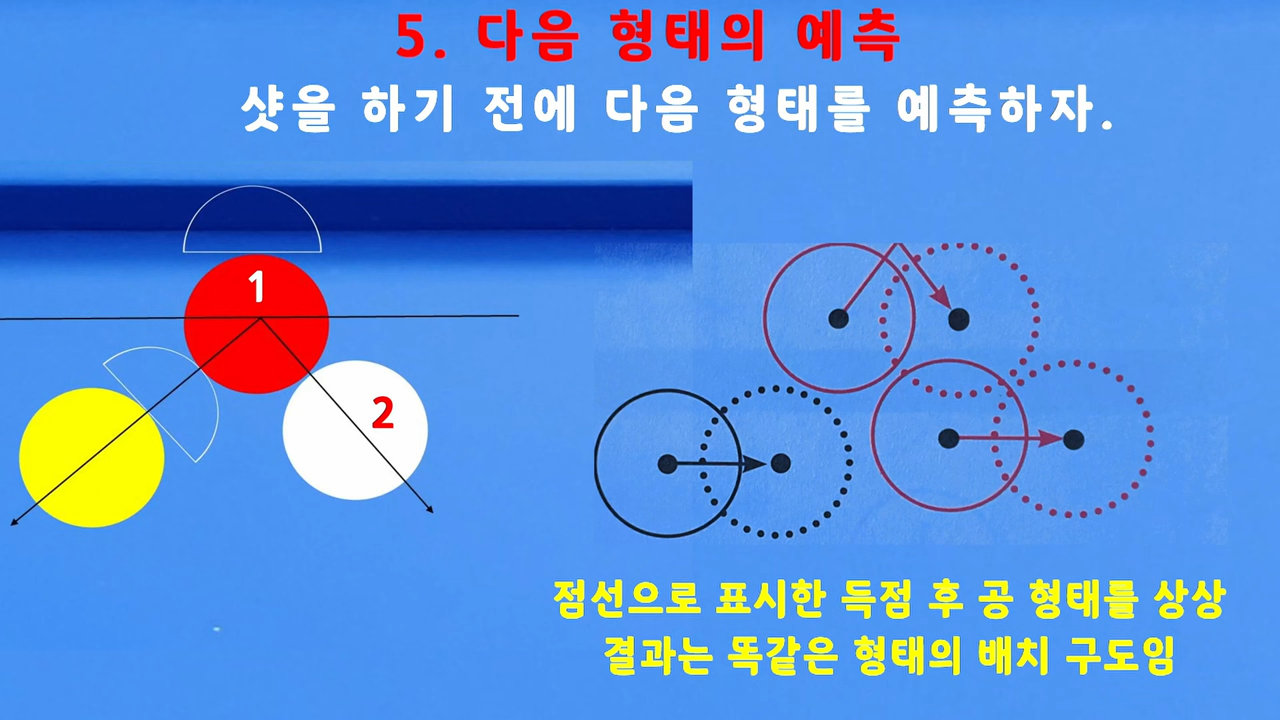 5. 다음 형태의 예측
샷을 하기 전에 다음 형태를 예측하자.
1
2
점선으로 표시한 득점 후 공 형태를 상상
결과는 똑같은 형태의 배치 구도임